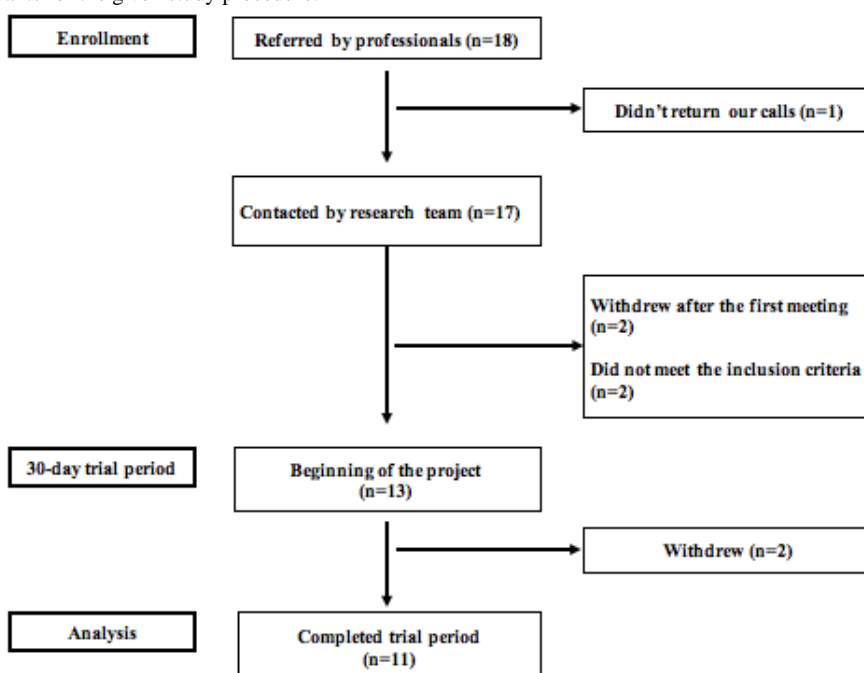 Enrollment
Referred by professionals (n=18)
Didn't return our calls (n=1)
Contacted by research team (n=17)
Withdrew after the first meeting
(n=2)
Did not meet the inclusion criteria
(n=2)
30-day trial period
Beginning of the project
(n=13)
Withdrew (n=2)
Analysis
Completed trial period
(n=11)